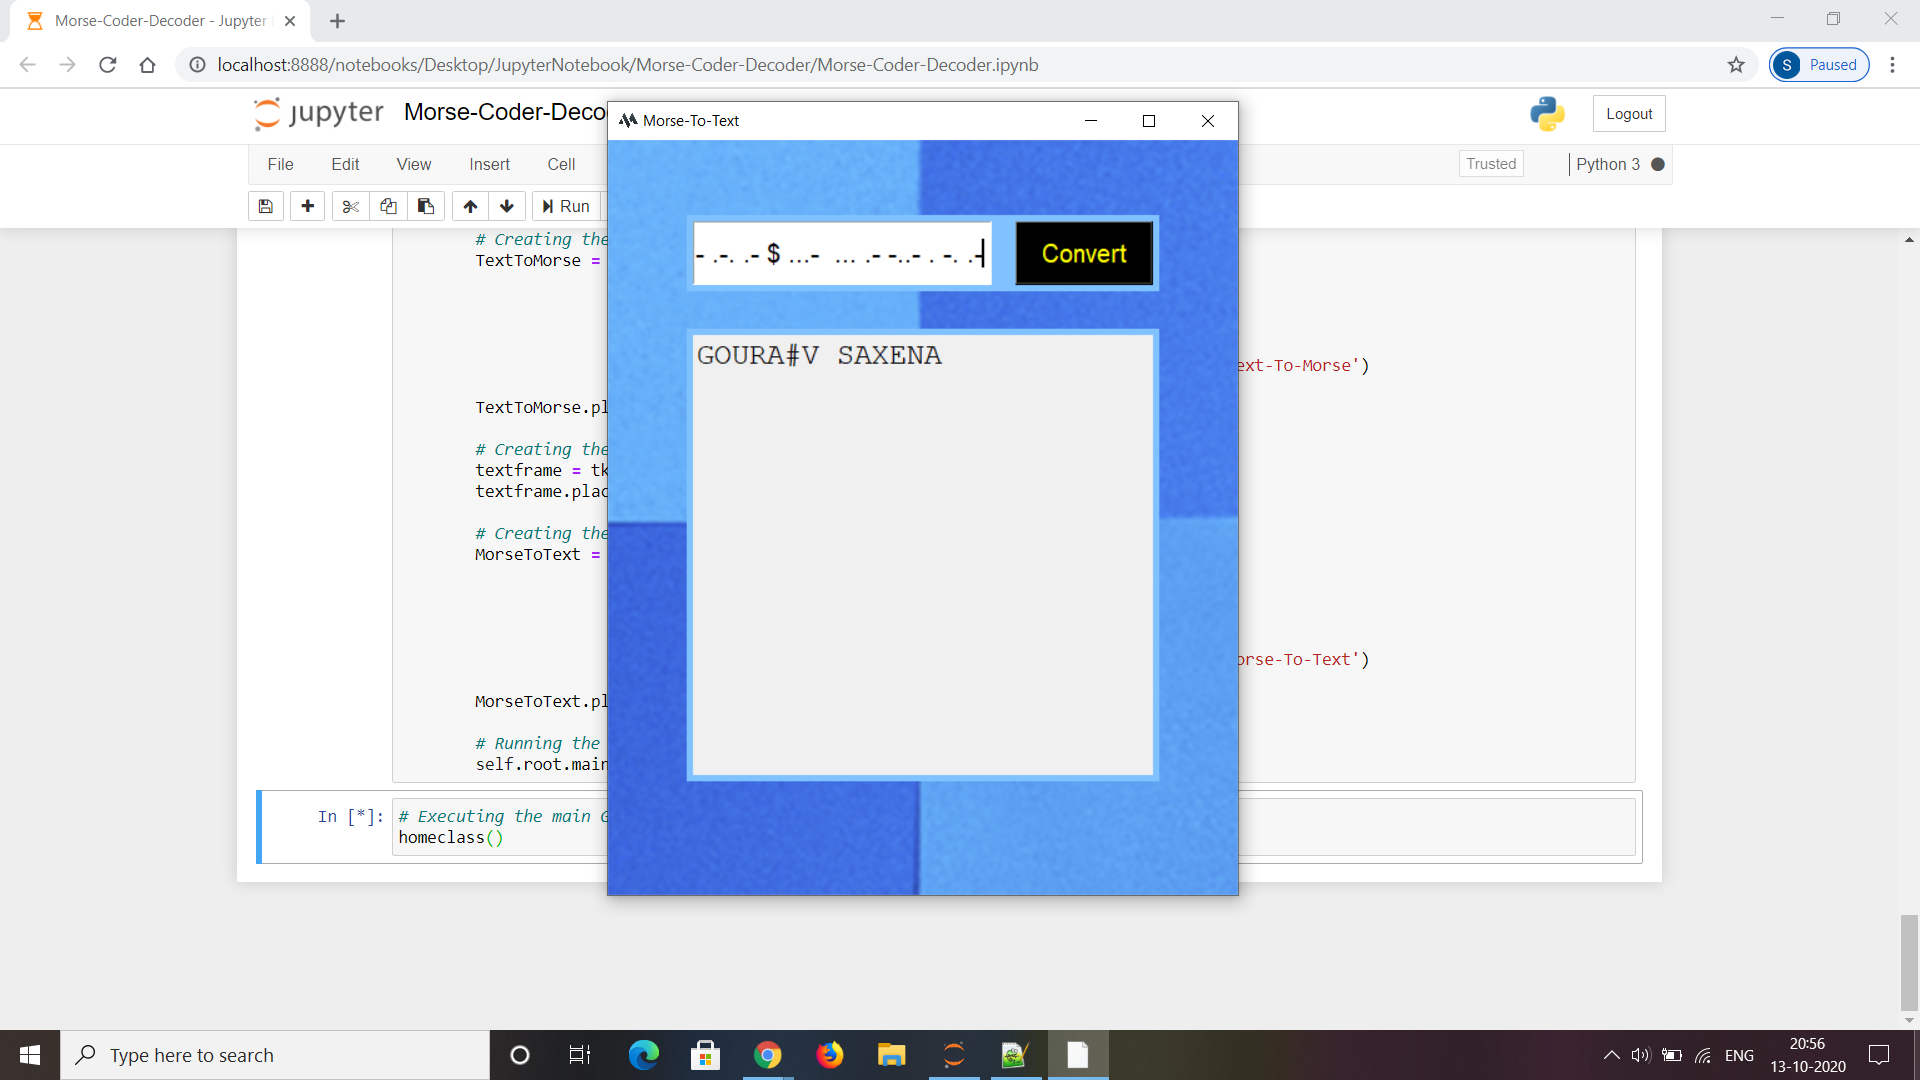 Morse-Coder-Decoder - Jupyter
localhost:8888/notebooks/Desktop/JupyterNotebook/Morse-Coder-Decoder/Morse-Coder-Decoder.ipynb
S Paused
jupyter Morse-Coder-Deco
Logout
File Edit View Insert Cell
Trusted Python 3
Run
Morse-To-Text
- .-. .- $ ...-  ... .- -..- . -. .-
Convert
GOURA#V SAXENA
# Creating the
TextToMorse =
ext-To-Morse')
TextToMorse.pl
# Creating the
textframe = tk
textframe.plac
# Creating the
MorseToText =
orse-To-Text')
MorseToText.pl
# Running the
self.root.main
In [*]: # Executing the main G
homeclass()
Type here to search
ENG
20:56
13-10-2020